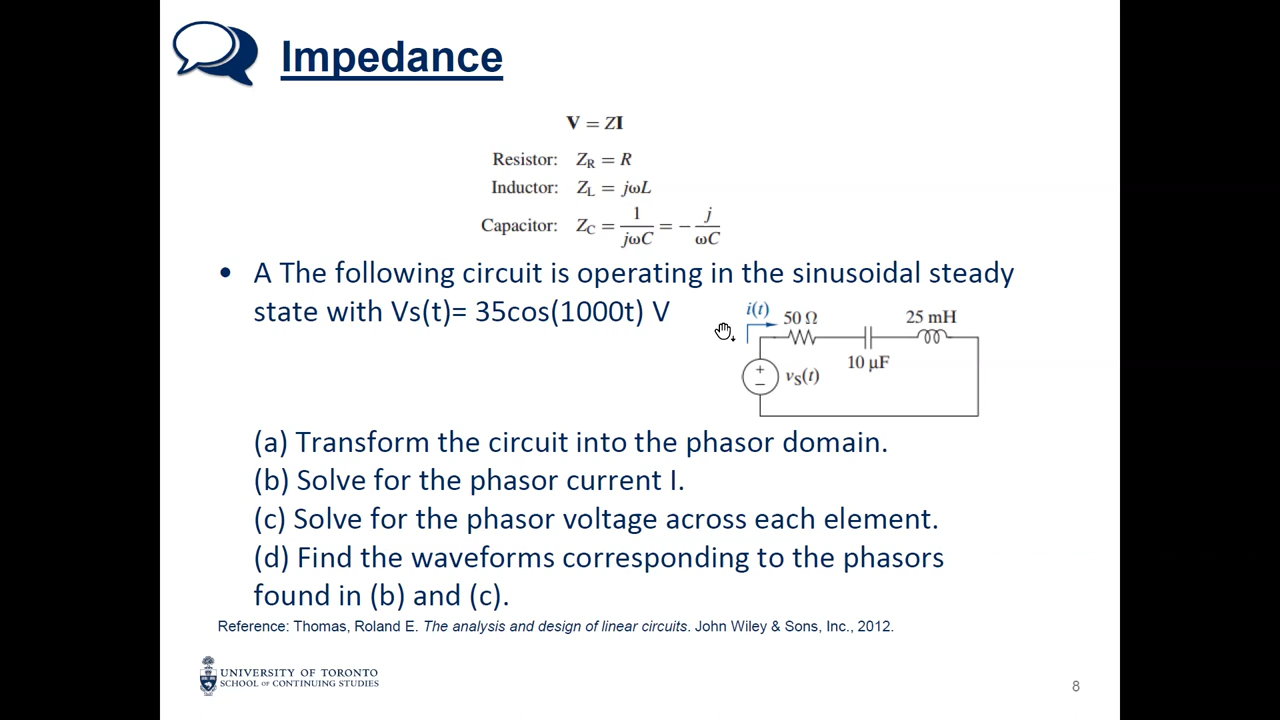 Impedance
V = ZI
Resistor: Z_R = R
Inductor: Z_L = jωL
Capacitor: Z_C = 1/jωC = − j/ωC
• A The following circuit is operating in the sinusoidal steady
state with Vs(t)= 35cos(1000t) V
i(t)
50 Ω
25 mH
10 μF
+
−
v_S(t)
(a) Transform the circuit into the phasor domain.
(b) Solve for the phasor current I.
(c) Solve for the phasor voltage across each element.
(d) Find the waveforms corresponding to the phasors
found in (b) and (c).
Reference: Thomas, Roland E. The analysis and design of linear circuits. John Wiley & Sons, Inc., 2012.
UNIVERSITY OF TORONTO
SCHOOL OF CONTINUING STUDIES
8